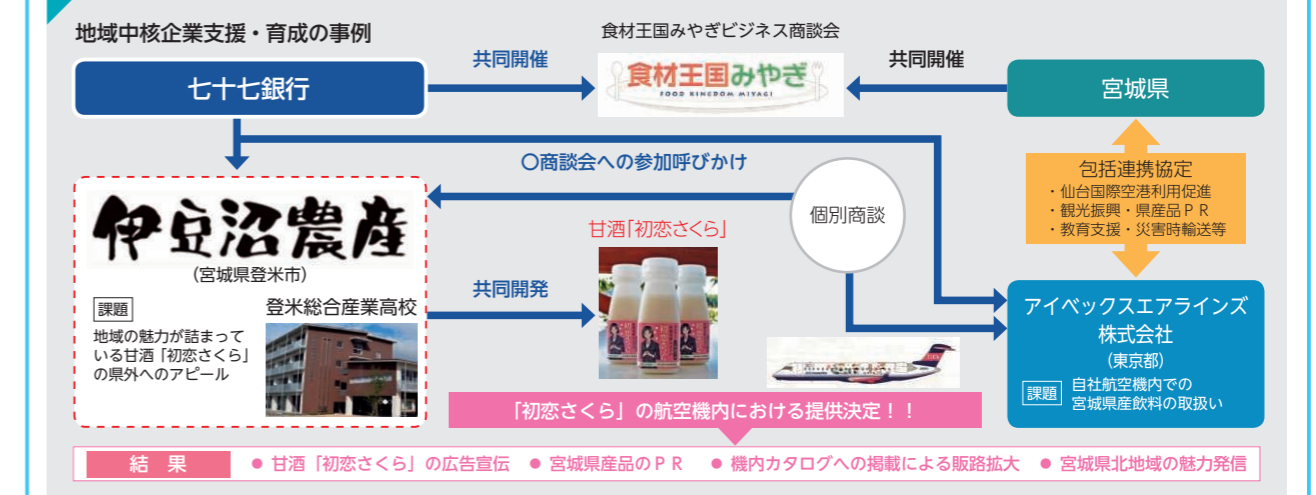 地域中核企業支援・育成の事例
食材王国みやぎビジネス商談会
七十七銀行
共同開催
食材王国みやぎ
FOOD KINGDOM MIYAGI
共同開催
宮城県
〇商談会への参加呼びかけ
個別商談
包括連携協定
・仙台国際空港利用促進
・観光振興・県産品PR
・教育支援・災害時輸送等
伊豆沼農産
(宮城県登米市)
課題
地域の魅力が詰まって
いる甘酒「初恋さくら」
の県外へのアピール
登米総合産業高校
共同開発
甘酒「初恋さくら」
アイベックスエアラインズ
株式会社
(東京都)
課題
自社航空機内での
宮城県産飲料の取扱い
「初恋さくら」の航空機内における提供決定!!
結 果
● 甘酒「初恋さくら」の広告宣伝 ● 宮城県産品のPR ● 機内カタログへの掲載による販路拡大 ● 宮城県北地域の魅力発信